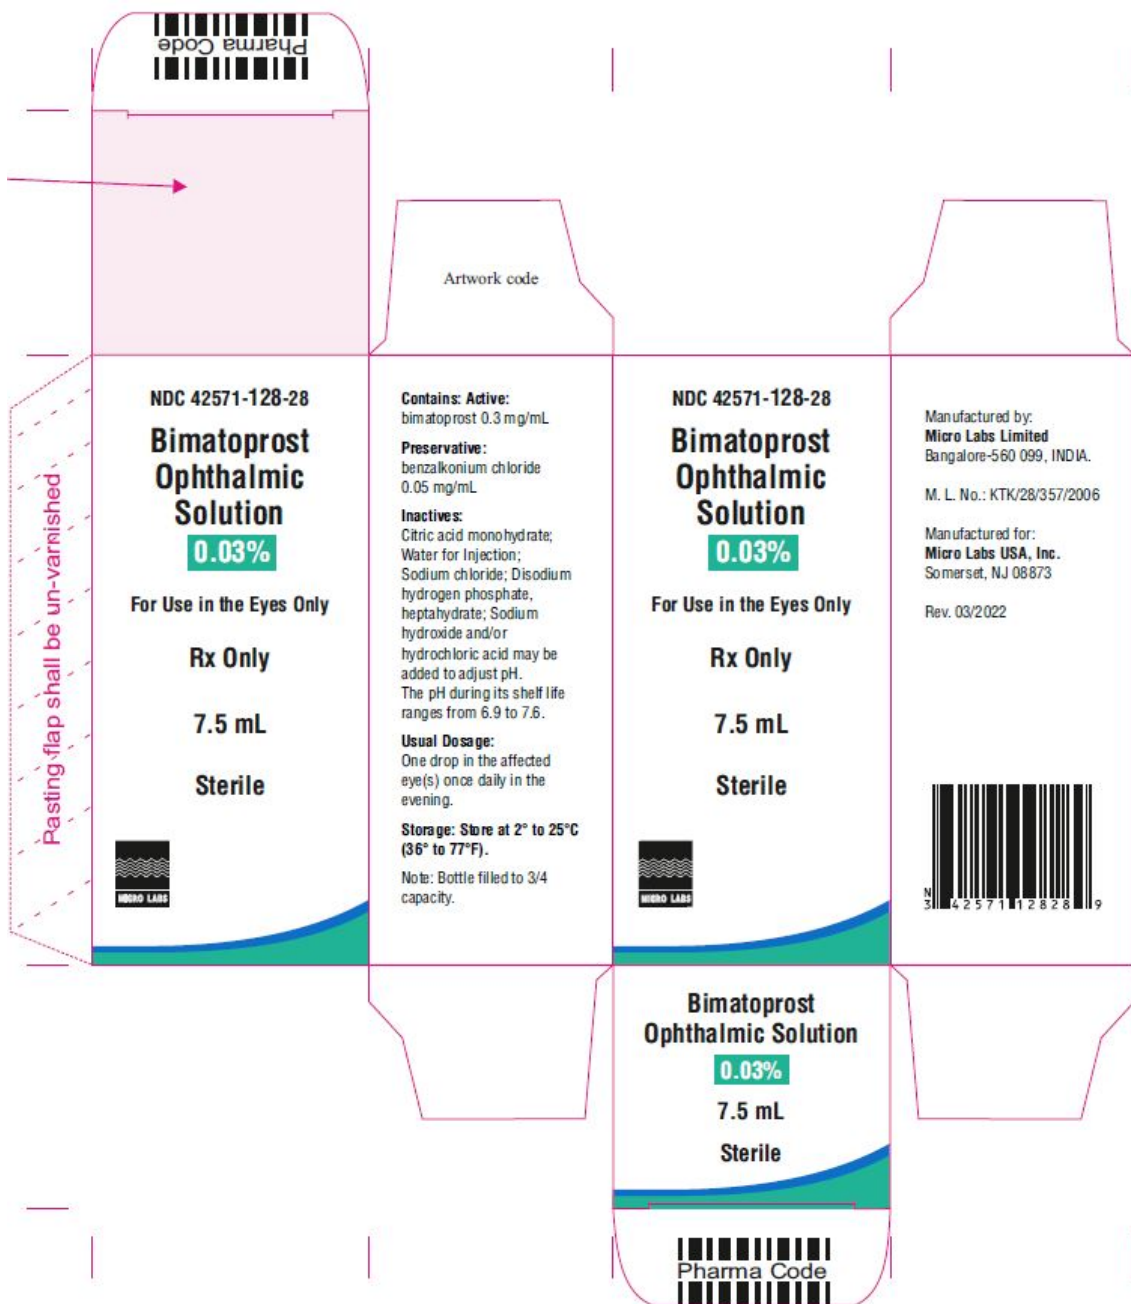 Pharma Code
Artwork code
Pasting flap shall be un-varnished
NDC 42571-128-28
Bimatoprost
Ophthalmic
Solution
0.03%
For Use in the Eyes Only
Rx Only
7.5 mL
Sterile
MICRO LABS
Contains: Active:
bimatoprost 0.3 mg/mL
Preservative:
benzalkonium chloride
0.05 mg/mL
Inactives:
Citric acid monohydrate;
Water for Injection;
Sodium chloride; Disodium
hydrogen phosphate,
heptahydrate; Sodium
hydroxide and/or
hydrochloric acid may be
added to adjust pH.
The pH during its shelf life
ranges from 6.9 to 7.6.
Usual Dosage:
One drop in the affected
eye(s) once daily in the
evening.
Storage: Store at 2° to 25°C
(36° to 77°F).
Note: Bottle filled to 3/4
capacity.
NDC 42571-128-28
Bimatoprost
Ophthalmic
Solution
0.03%
For Use in the Eyes Only
Rx Only
7.5 mL
Sterile
MICRO LABS
Manufactured by:
Micro Labs Limited
Bangalore-560 099, INDIA.
M. L. No.: KTK/28/357/2006
Manufactured for:
Micro Labs USA, Inc.
Somerset, NJ 08873
Rev. 03/2022
N
3 42571 12828 9
Bimatoprost
Ophthalmic Solution
0.03%
7.5 mL
Sterile
Pharma Code